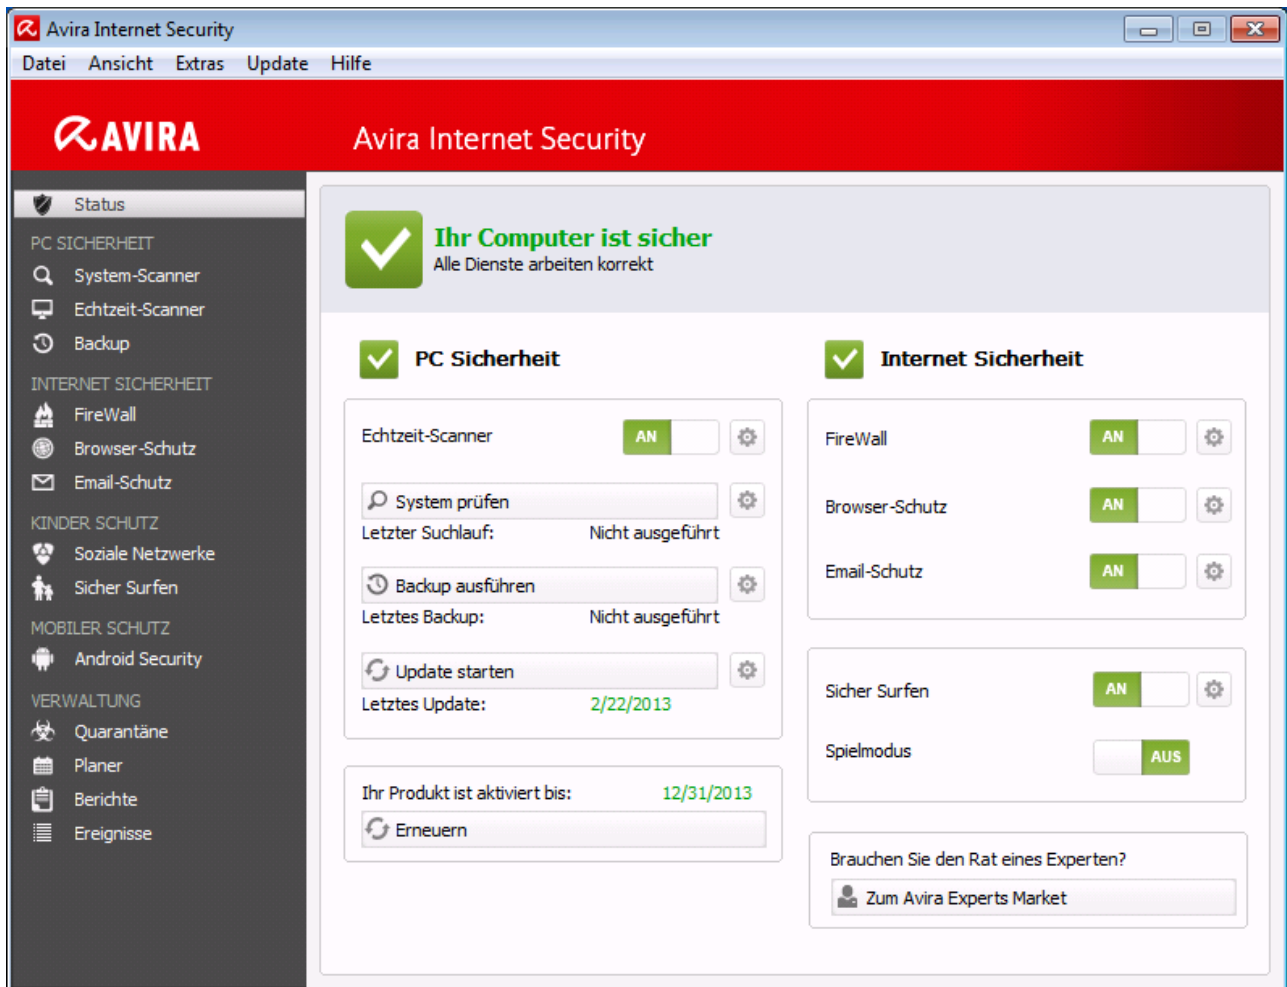 Avira Internet Security
Datei Ansicht Extras Update Hilfe
AVIRA
Avira Internet Security
Status
PC SICHERHEIT
System-Scanner
Echtzeit-Scanner
Backup
INTERNET SICHERHEIT
FireWall
Browser-Schutz
Email-Schutz
KINDER SCHUTZ
Soziale Netzwerke
Sicher Surfen
MOBILER SCHUTZ
Android Security
VERWALTUNG
Quarantäne
Planer
Berichte
Ereignisse
Ihr Computer ist sicher
Alle Dienste arbeiten korrekt
PC Sicherheit
Echtzeit-Scanner AN
System prüfen
Letzter Suchlauf: Nicht ausgeführt
Backup ausführen
Letztes Backup: Nicht ausgeführt
Update starten
Letztes Update: 2/22/2013
Ihr Produkt ist aktiviert bis: 12/31/2013
Erneuern
Internet Sicherheit
FireWall AN
Browser-Schutz AN
Email-Schutz AN
Sicher Surfen AN
Spielmodus AUS
Brauchen Sie den Rat eines Experten?
Zum Avira Experts Market